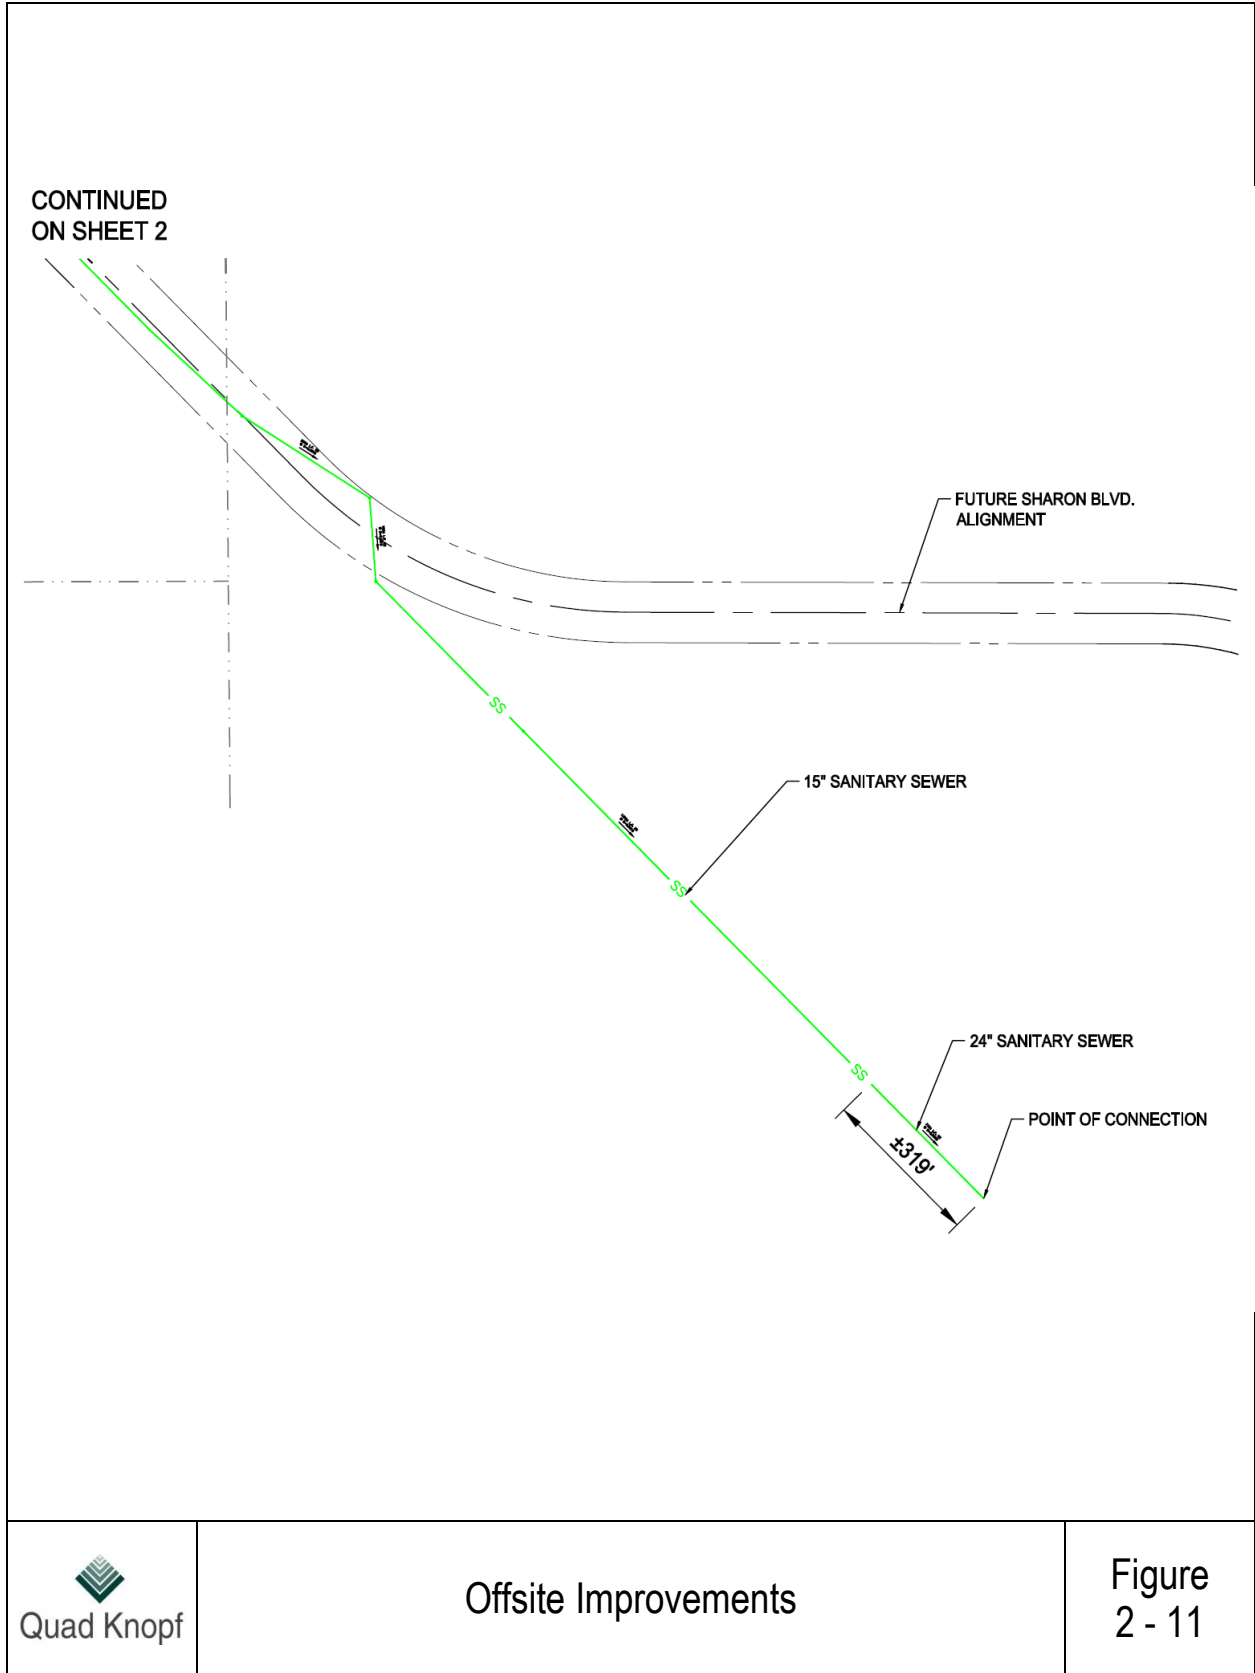 CONTINUED
ON SHEET 2
FUTURE SHARON BLVD.
ALIGNMENT
SS
15" SANITARY SEWER
SS
24" SANITARY SEWER
SS
POINT OF CONNECTION
±319'
Quad Knopf
Offsite Improvements
Figure
2 - 11